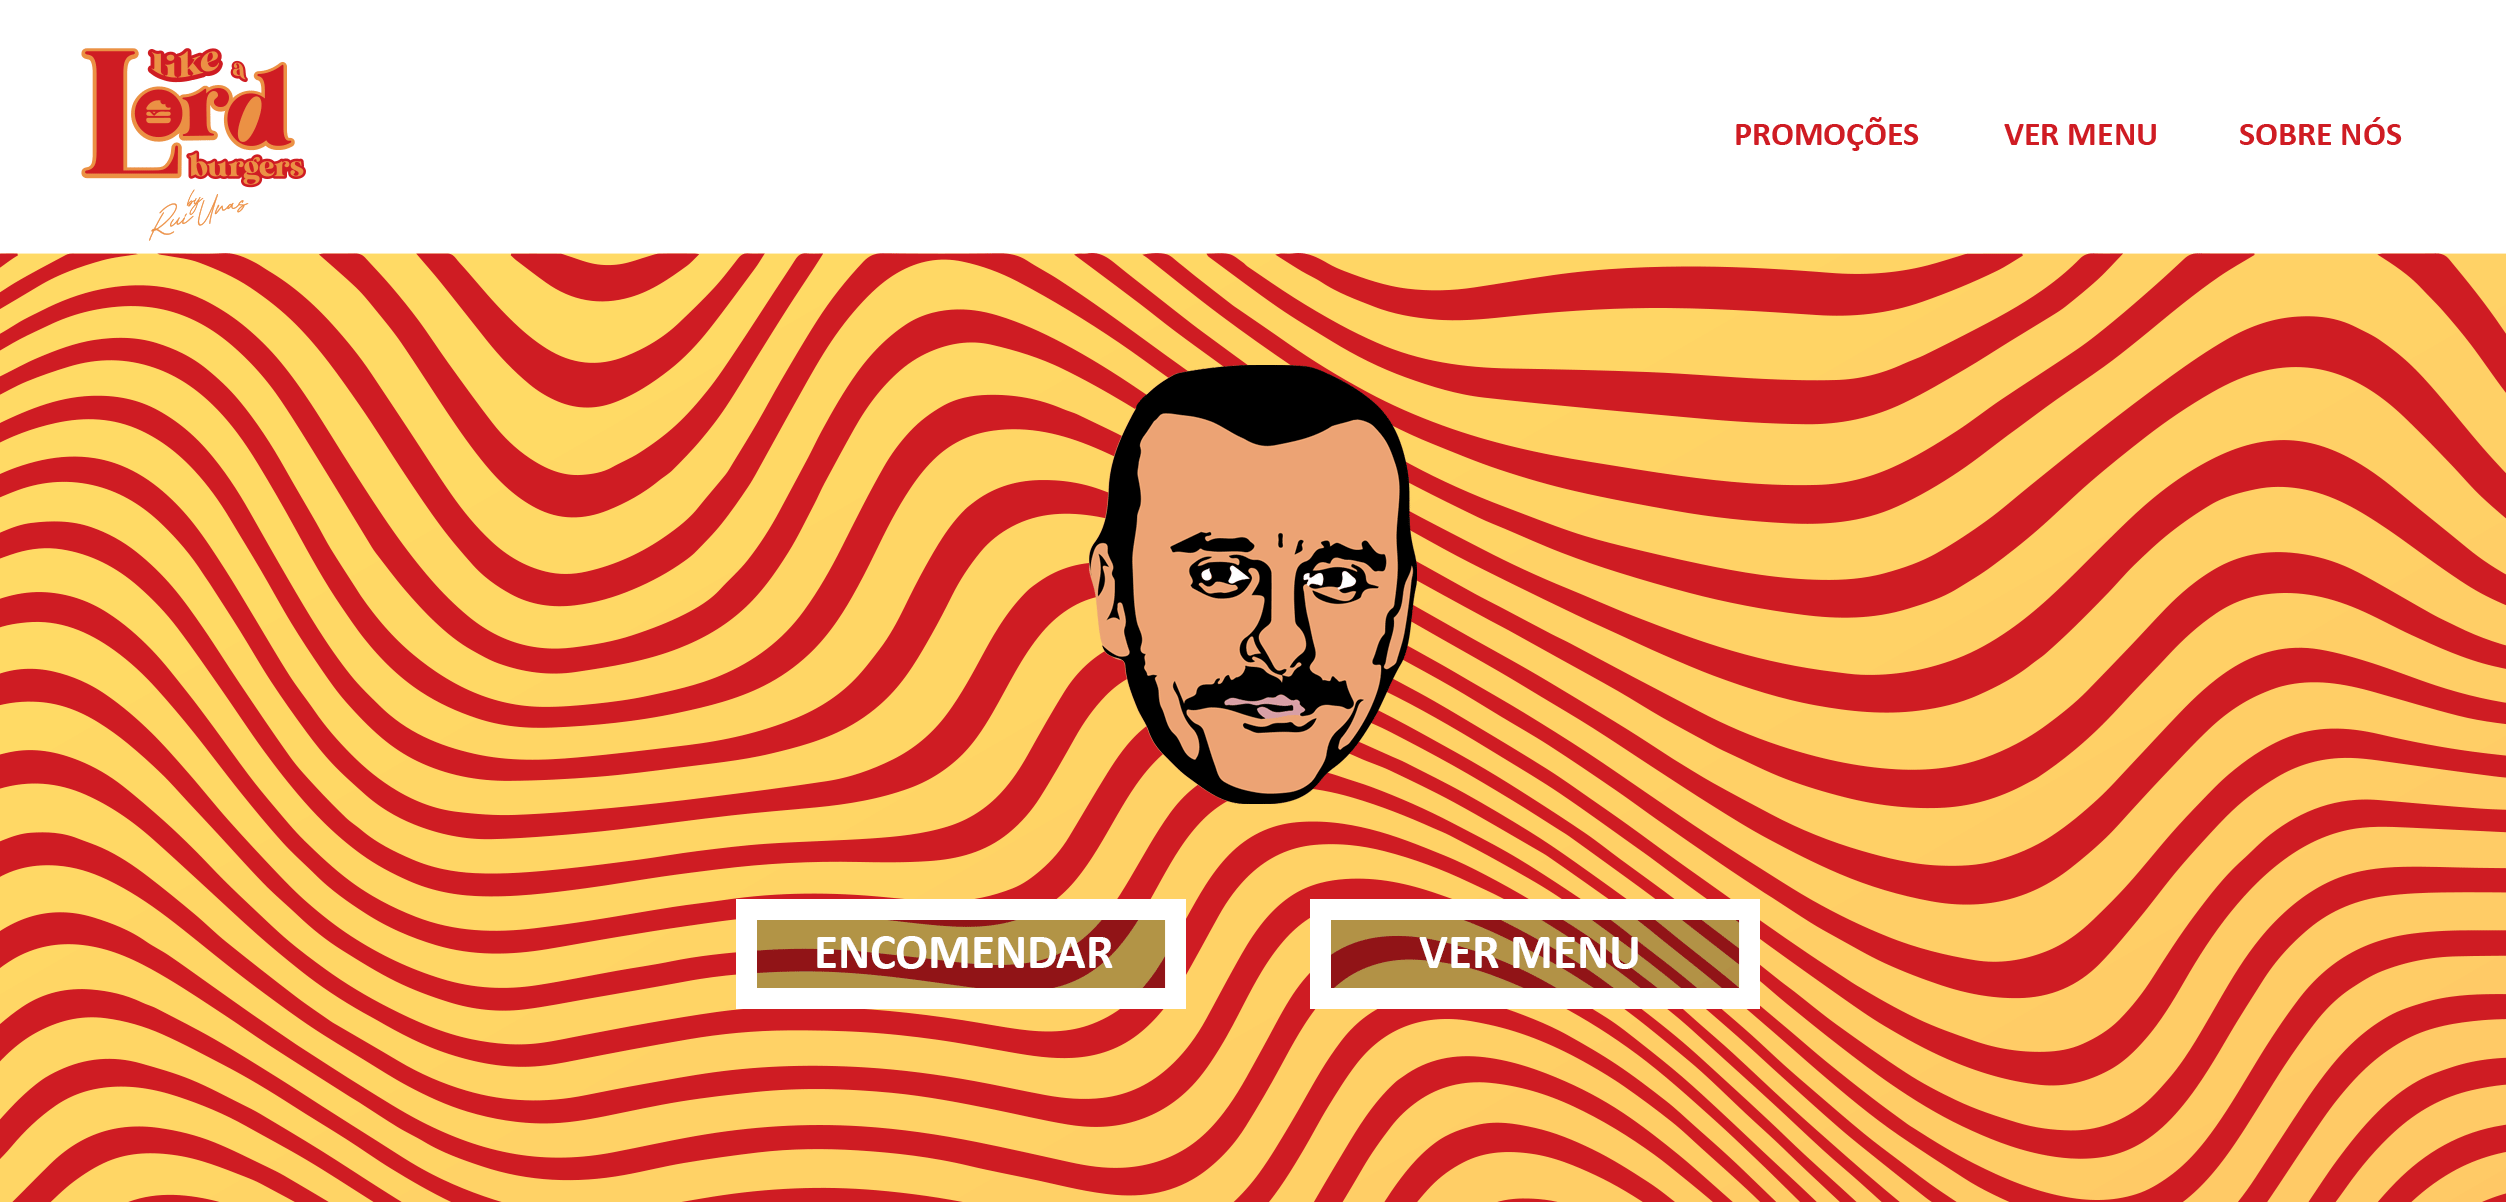 like a
Lord
burgers
by
Rui Unas
PROMOÇÕES VER MENU SOBRE NÓS
ENCOMENDAR VER MENU